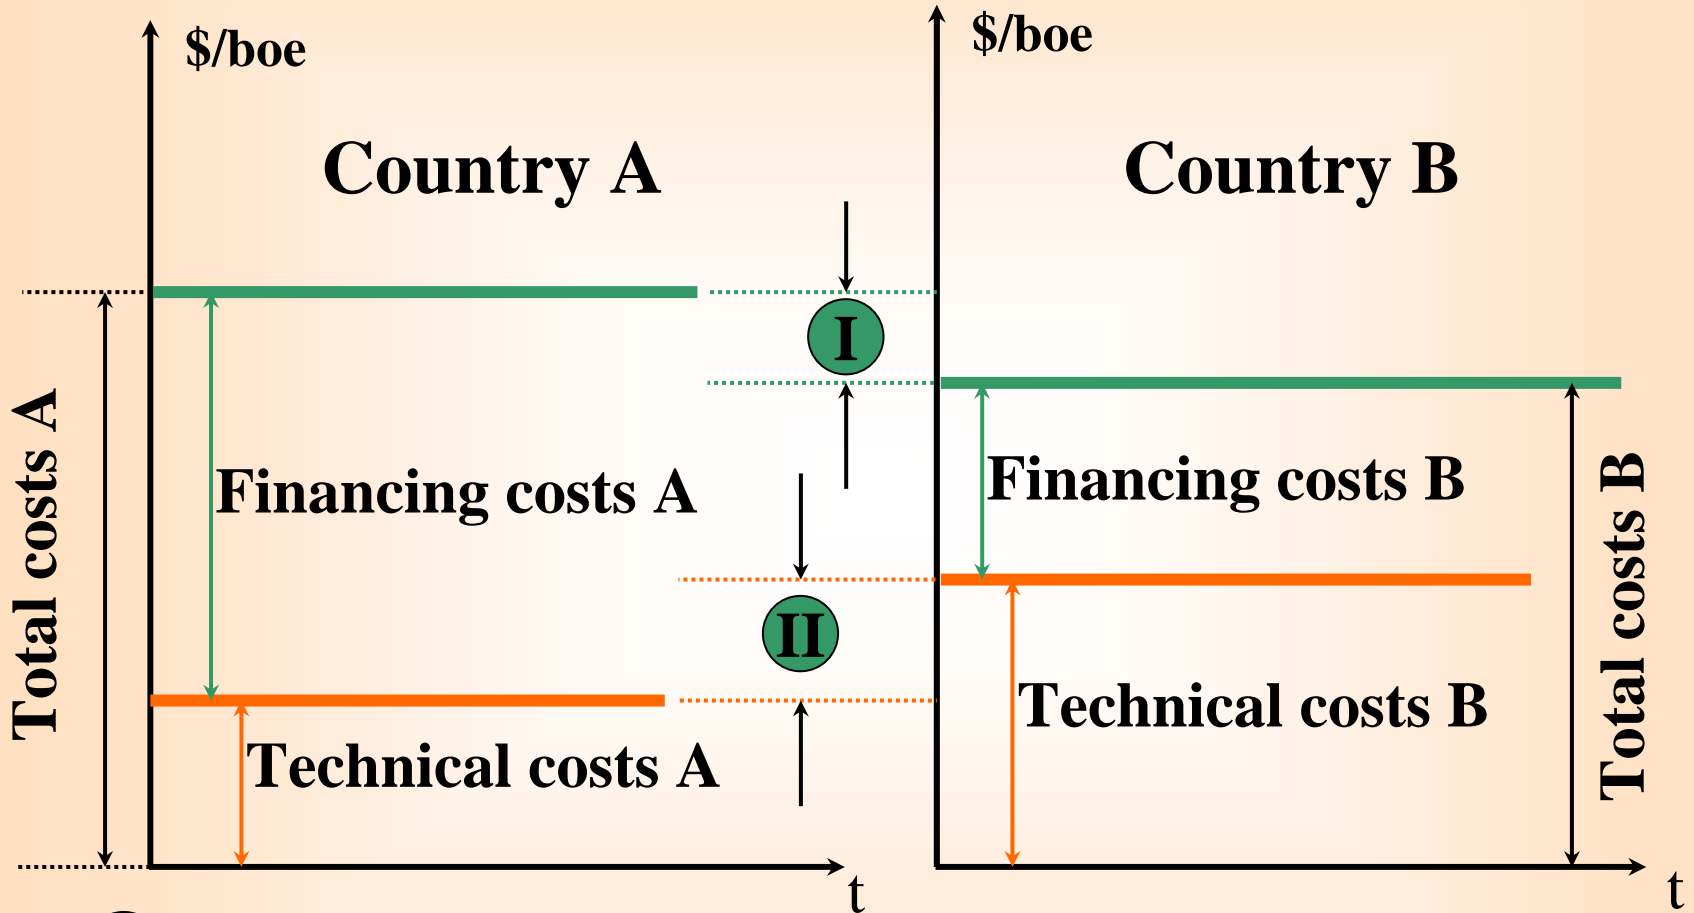 $/boe
$/boe
Country A
Country B
I
Total costs A
Financing costs A
Financing costs B
Total costs B
II
Technical costs B
Technical costs A
t
t